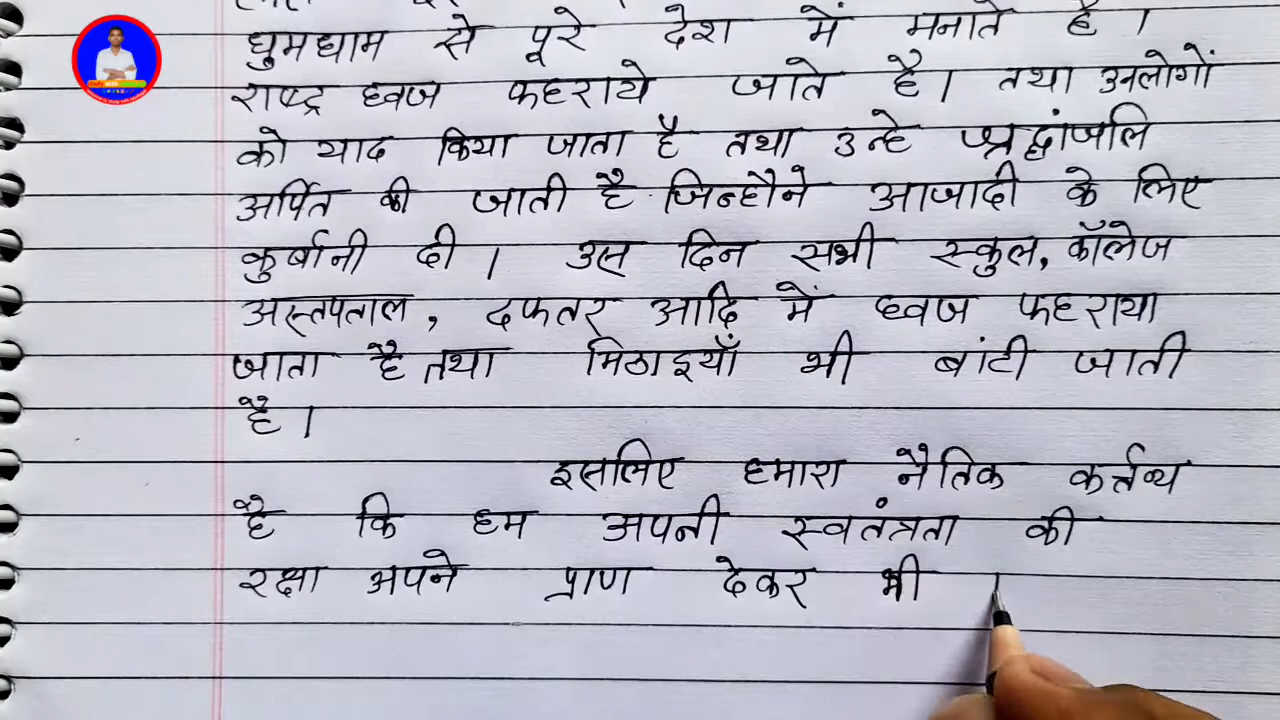 धुमधाम से पूरे देश में मनाते है ।
राष्ट्र ध्वज फहराये जाते है। तथा उनलोगों
को याद किया जाता है तथा उन्हे श्रद्धांजलि
अर्पित की जाती है जिन्होने आजादी के लिए
कुर्बानी दी । उस दिन सभी स्कुल, कॉलेज
अस्तपताल, दफतर आदि में ध्वज फहराया
जाता है तथा मिठाइयाँ भी बांटी जाती
है ।
इसलिए हमारा नैतिक कर्त्तव्य
है कि हम अपनी स्वतंत्रता की
रक्षा अपने प्राण देकर भी